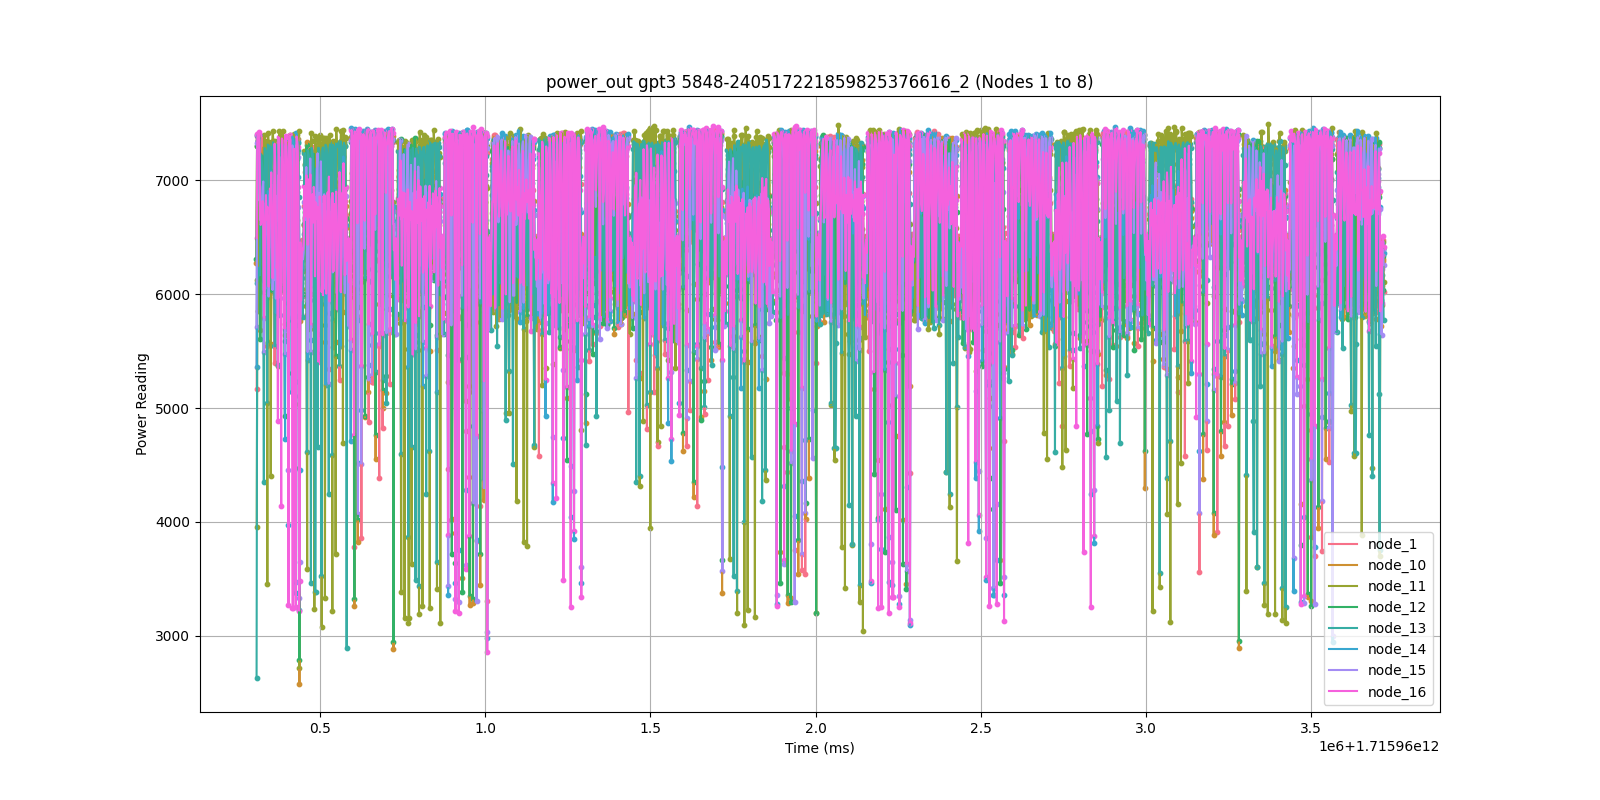 power_out gpt3 5848-240517221859825376616_2 (Nodes 1 to 8)
Power Reading
7000
6000
5000
4000
3000
0.5
1.0
1.5
2.0
2.5
3.0
3.5
Time (ms)
1e6+1.71596e12
node_1
node_10
node_11
node_12
node_13
node_14
node_15
node_16